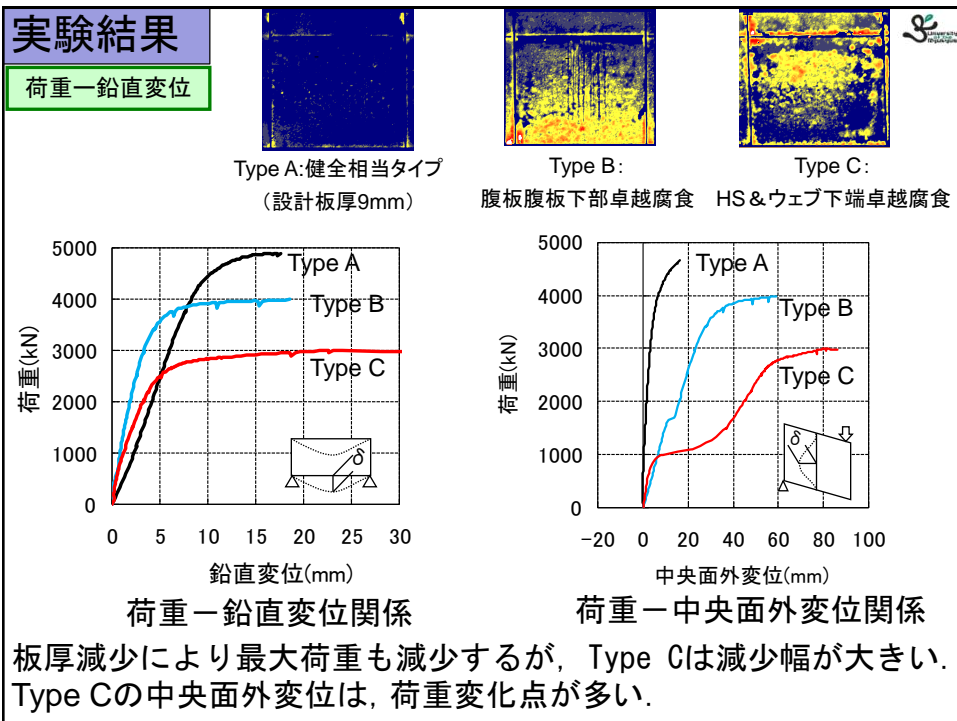 実験結果
荷重ー鉛直変位
University
of the
Ryukyus
Type A:健全相当タイプ
(設計板厚9mm)
Type B:
腹板腹板下部卓越腐食
Type C:
HS&ウェブ下端卓越腐食
5000
4000
3000
2000
1000
0
荷重(kN)
Type A
Type B
Type C
δ
0 5 10 15 20 25 30
鉛直変位(mm)
荷重ー鉛直変位関係
5000
4000
3000
2000
1000
0
荷重(kN)
Type A
Type B
Type C
δ
-20 0 20 40 60 80 100
中央面外変位(mm)
荷重ー中央面外変位関係
板厚減少により最大荷重も減少するが, Type Cは減少幅が大きい.
Type Cの中央面外変位は,荷重変化点が多い.